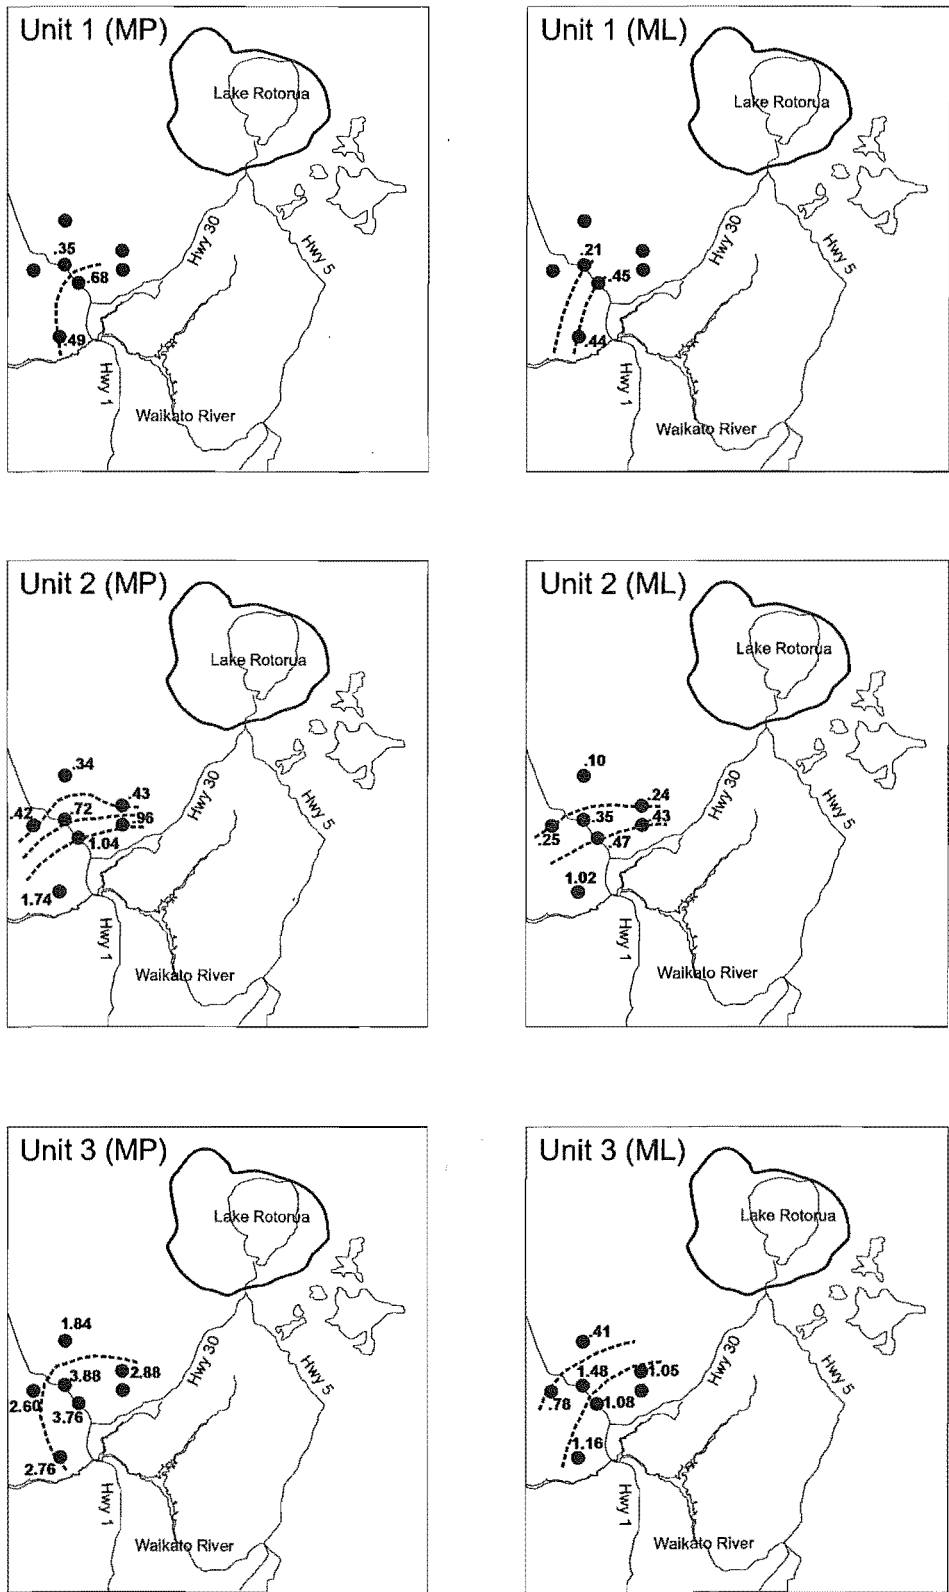 Unit 1 (MP)
Lake Rotorua
Hwy 30
Hwy 5
.35
.68
.49
Hwy 1
Waikato River
Unit 1 (ML)
Lake Rotorua
Hwy 30
Hwy 5
.21
.45
.44
Hwy 1
Waikato River
Unit 2 (MP)
Lake Rotorua
.34
Hwy 30
Hwy 5
.43
.42
.72
.96
1.04
1.74
Hwy 1
Waikato River
Unit 2 (ML)
Lake Rotorua
.10
Hwy 30
Hwy 5
.24
.35
.43
.25
.47
1.02
Hwy 1
Waikato River
Unit 3 (MP)
Lake Rotorua
1.84
Hwy 30
Hwy 5
2.88
3.88
2.60
3.76
2.76
Hwy 1
Waikato River
Unit 3 (ML)
Lake Rotorua
.41
Hwy 30
Hwy 5
1.48
1.05
.78
1.08
1.16
Hwy 1
Waikato River